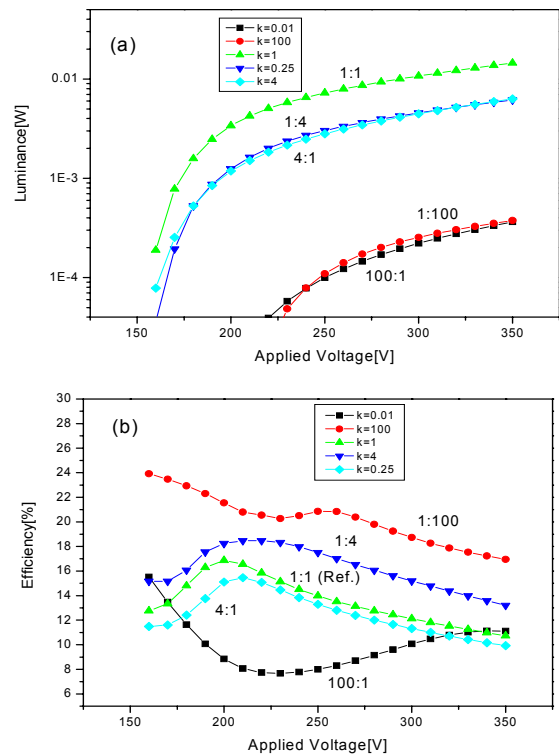 (a)
k=0.01
k=100
k=1
k=0.25
k=4
1:1
1:4
4:1
1:100
100:1
0.01
1E-3
1E-4
Luminance[W]
150 200 250 300 350
Applied Voltage[V]
(b)
k=0.01
k=100
k=1
k=4
k=0.25
1:100
1:4
1:1 (Ref.)
4:1
100:1
30
28
26
24
22
20
18
16
14
12
10
8
6
Efficiency[%]
150 200 250 300 350
Applied Voltage[V]